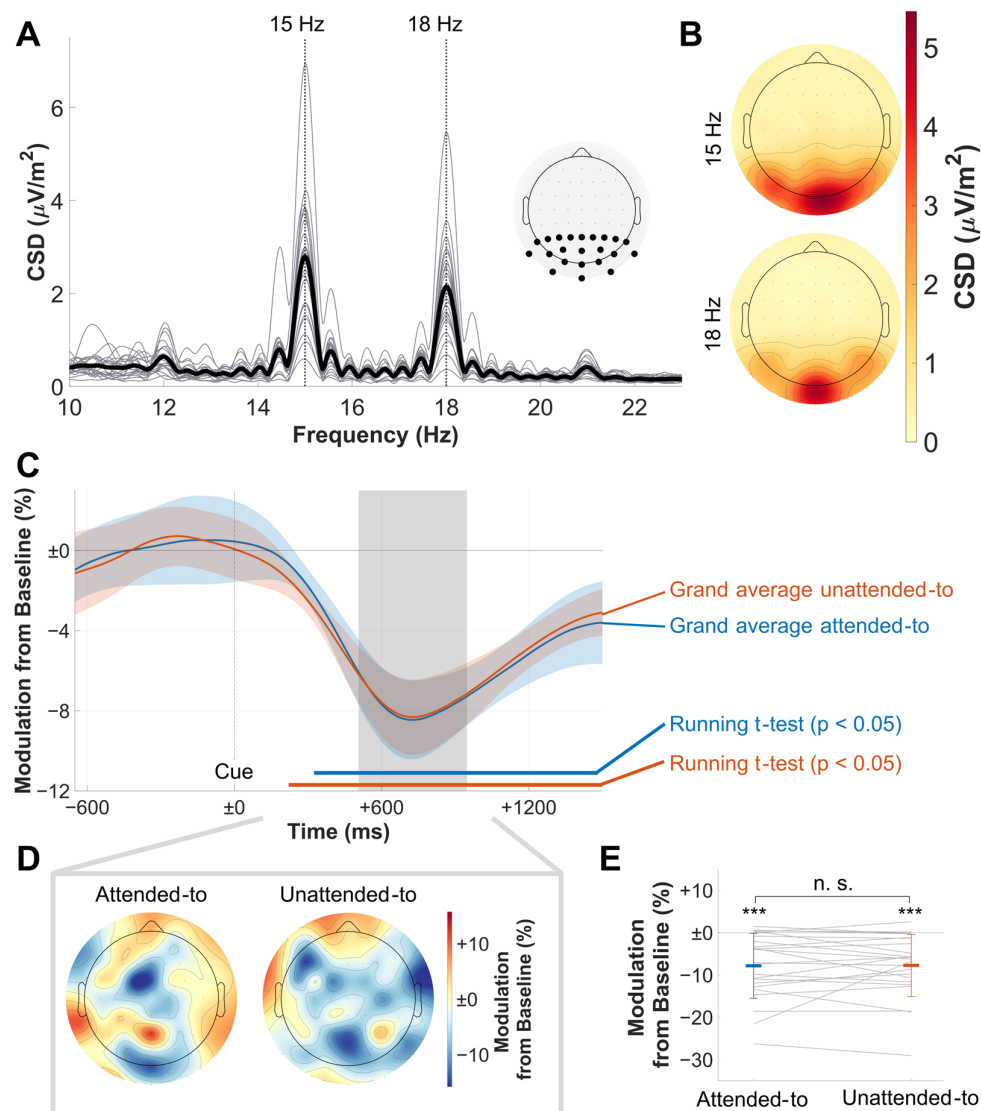 A
15 Hz
18 Hz
CSD (μV/m²)
6
4
2
0
10
12
14
16
18
20
22
Frequency (Hz)
B
15 Hz
18 Hz
5
4
3
2
1
0
CSD (μV/m²)
C
Modulation from Baseline (%)
±0
−4
−8
−12
Cue
−600
±0
+600
+1200
Time (ms)
Grand average unattended-to
Grand average attended-to
Running t-test (p < 0.05)
Running t-test (p < 0.05)
D
Attended-to
Unattended-to
+10
±0
−10
Modulation
from Baseline (%)
E
Modulation
from Baseline (%)
+10
±0
−10
−20
−30
n. s.
***
***
Attended-to
Unattended-to